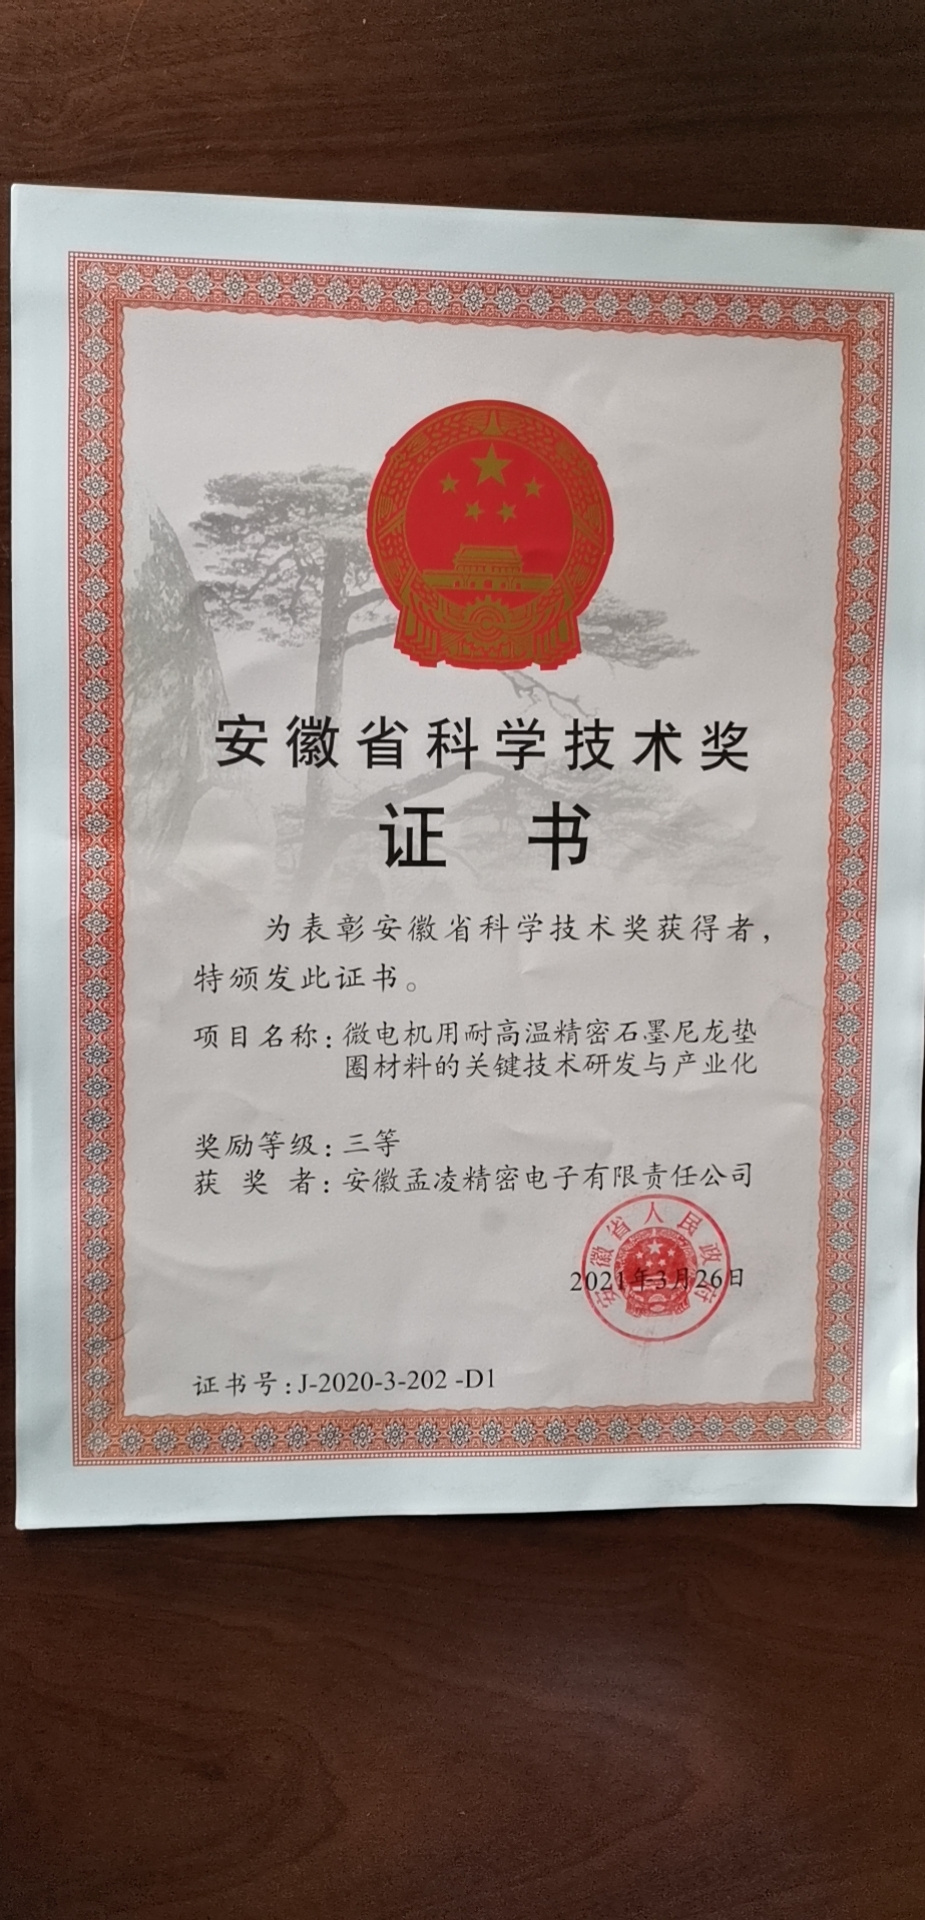 安徽省科学技术奖
证 书
为表彰安徽省科学技术奖获得者，
特颁发此证书。
项目名称：微电机用耐高温精密石墨尼龙垫
圈材料的关键技术研发与产业化
奖励等级：三等
获 奖 者：安徽孟凌精密电子有限责任公司
安徽省人民政府
2021年3月26日
证书号：J-2020-3-202 -D1